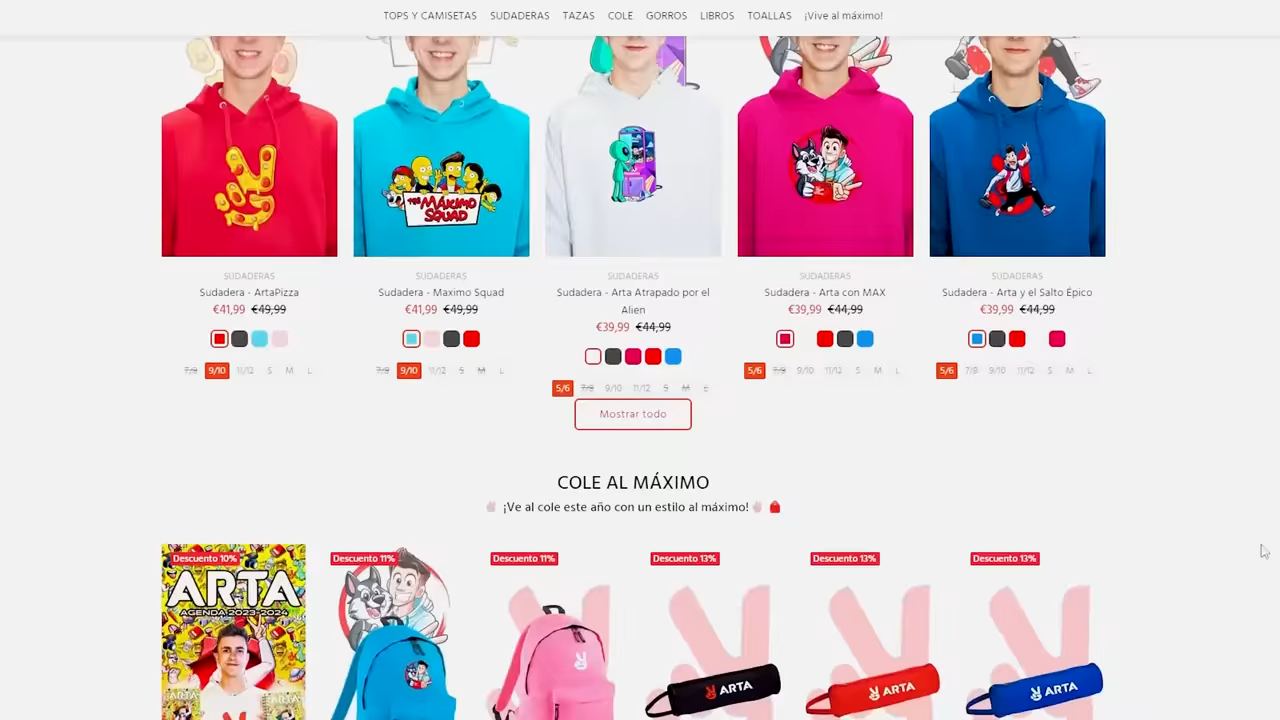 TOPS Y CAMISETAS SUDADERAS TAZAS COLE GORROS LIBROS TOALLAS ¡Vive al máximo!
THE MÁXIMO SQUAD
SUDADERAS SUDADERAS SUDADERAS SUDADERAS SUDADERAS
Sudadera - ArtaPizza
€41,99 €49,99
7/8 9/10 11/12 S M L
Sudadera - Maximo Squad
€41,99 €49,99
7/8 9/10 11/12 S M L
Sudadera - Arta Atrapado por el
Alien
€39,99 €44,99
5/6 7/8 9/10 11/12 S M L
Sudadera - Arta con MAX
€39,99 €44,99
5/6 7/8 9/10 11/12 S M L
Sudadera - Arta y el Salto Épico
€39,99 €44,99
5/6 7/8 9/10 11/12 S M L
Mostrar todo
COLE AL MÁXIMO
¡Ve al cole este año con un estilo al máximo!
Descuento 10% Descuento 11% Descuento 11% Descuento 13% Descuento 13% Descuento 13%
ARTA
AGENDA 2023-2024
ARTA ARTA
ARTA ARTA ARTA